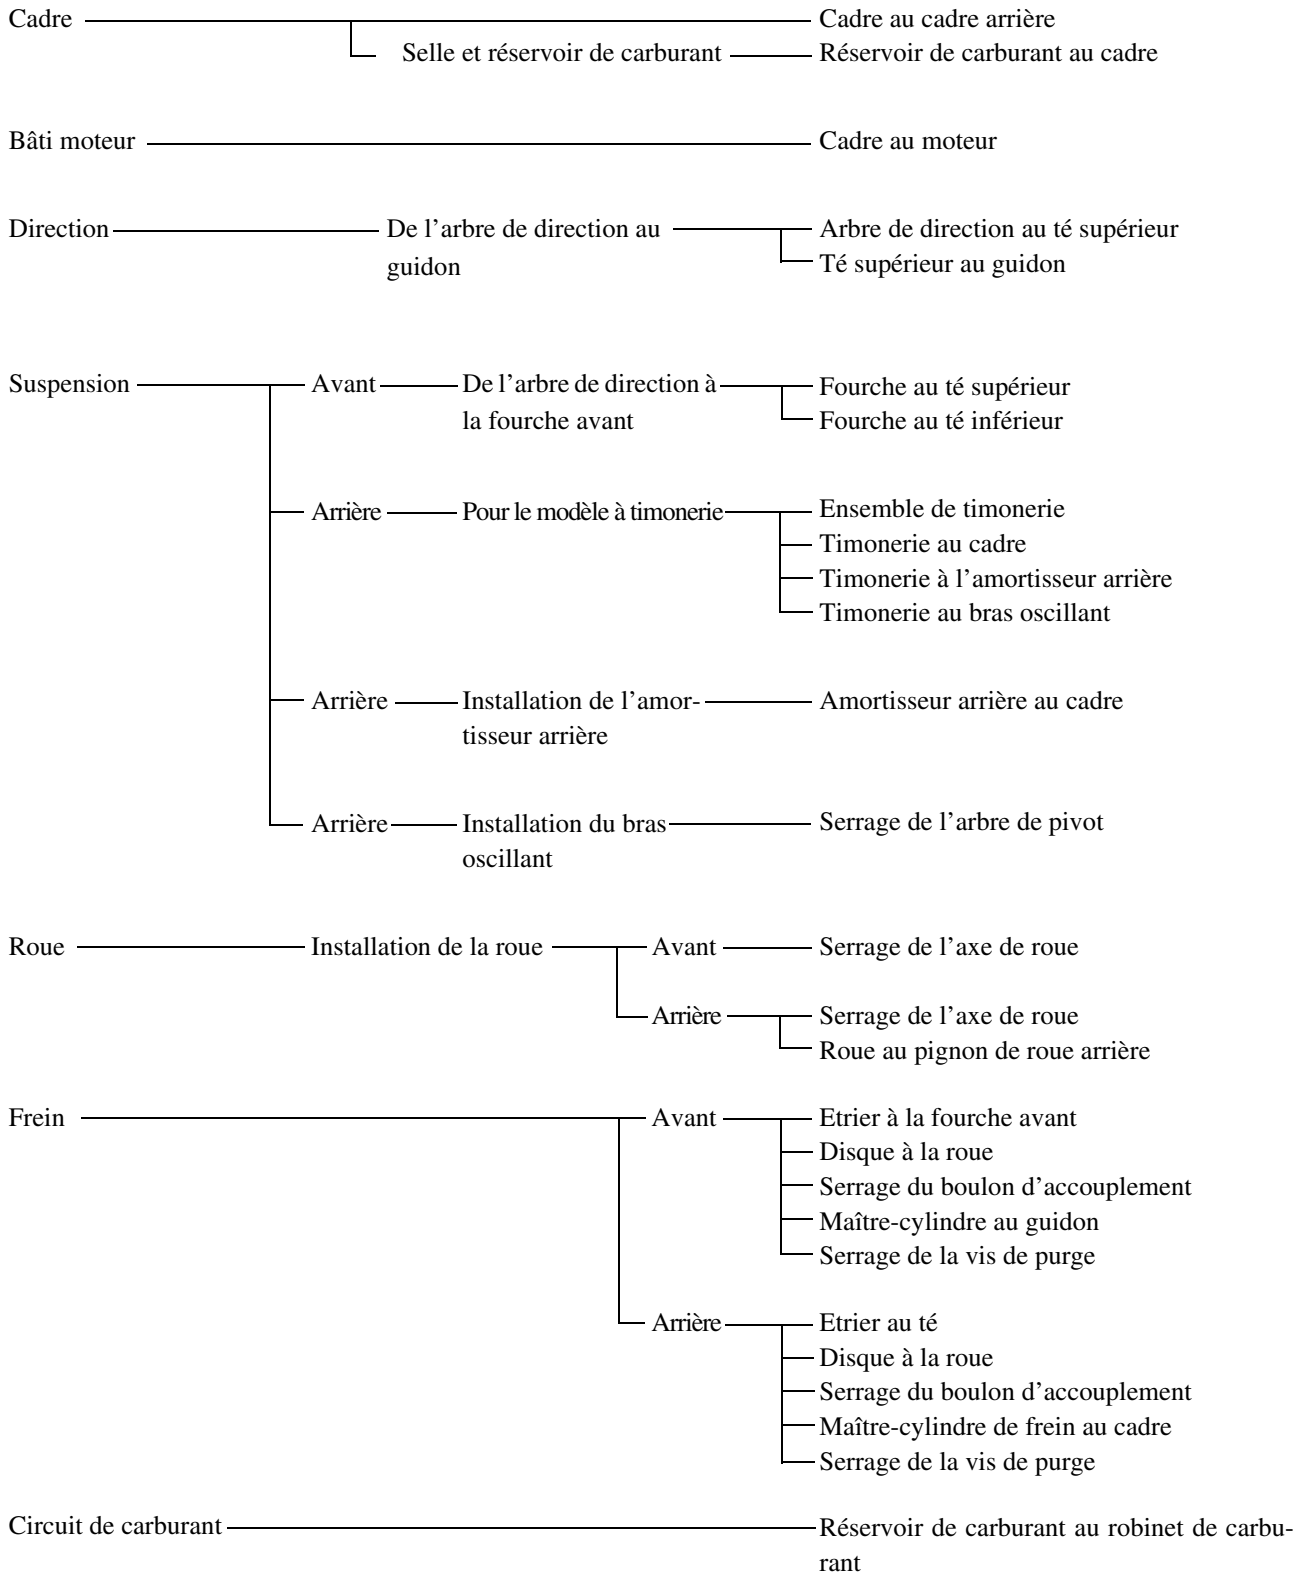 Cadre Cadre au cadre arrière
Selle et réservoir de carburant Réservoir de carburant au cadre
Bâti moteur Cadre au moteur
Direction De l’arbre de direction au Arbre de direction au té supérieur
guidon Té supérieur au guidon
Suspension Avant De l’arbre de direction à Fourche au té supérieur
la fourche avant Fourche au té inférieur
Arrière Pour le modèle à timonerie Ensemble de timonerie
Timonerie au cadre
Timonerie à l’amortisseur arrière
Timonerie au bras oscillant
Arrière Installation de l’amor- Amortisseur arrière au cadre
tisseur arrière
Arrière Installation du bras Serrage de l’arbre de pivot
oscillant
Roue Installation de la roue Avant Serrage de l’axe de roue
Arrière Serrage de l’axe de roue
Roue au pignon de roue arrière
Frein Avant Etrier à la fourche avant
Disque à la roue
Serrage du boulon d’accouplement
Maître-cylindre au guidon
Serrage de la vis de purge
Arrière Etrier au té
Disque à la roue
Serrage du boulon d’accouplement
Maître-cylindre de frein au cadre
Serrage de la vis de purge
Circuit de carburant Réservoir de carburant au robinet de carbu-
rant